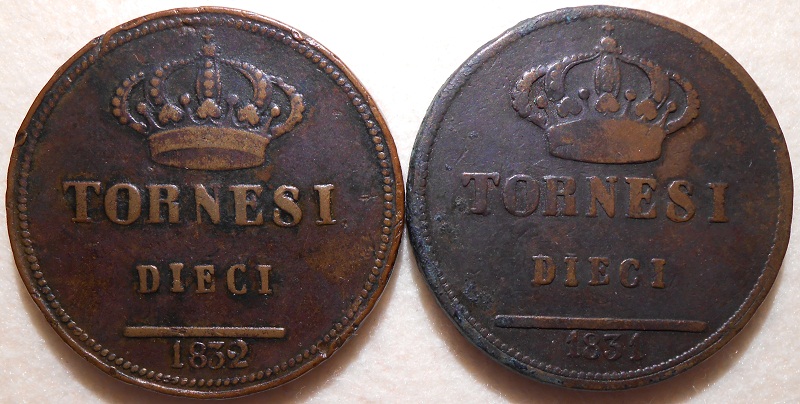 TORNESI
DIECI
1832
TORNESI
DIECI
1831